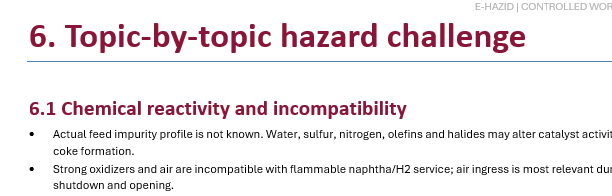 E-HAZID | CONTROLLED WOR
6. Topic-by-topic hazard challenge
6.1 Chemical reactivity and incompatibility
• Actual feed impurity profile is not known. Water, sulfur, nitrogen, olefins and halides may alter catalyst activit
coke formation.
• Strong oxidizers and air are incompatible with flammable naphtha/H2 service; air ingress is most relevant du
shutdown and opening.